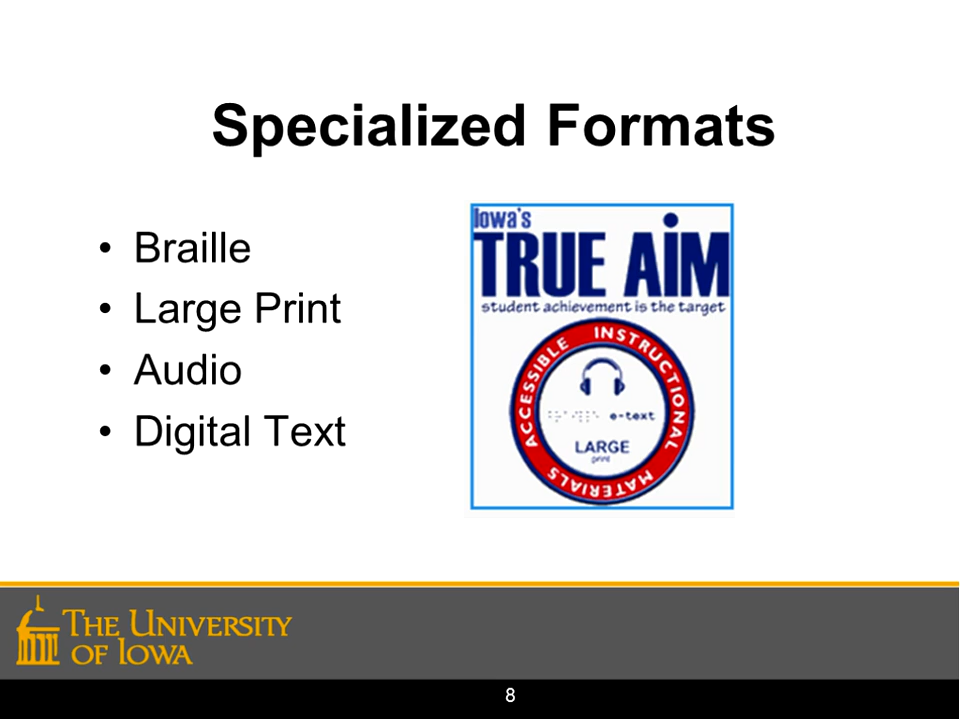 Specialized Formats
• Braille
• Large Print
• Audio
• Digital Text
Iowa's
TRUE AiM
student achievement is the target
ACCESSIBLE INSTRUCTIONAL MATERIALS
e-text
LARGE
print
THE UNIVERSITY
OF IOWA
8